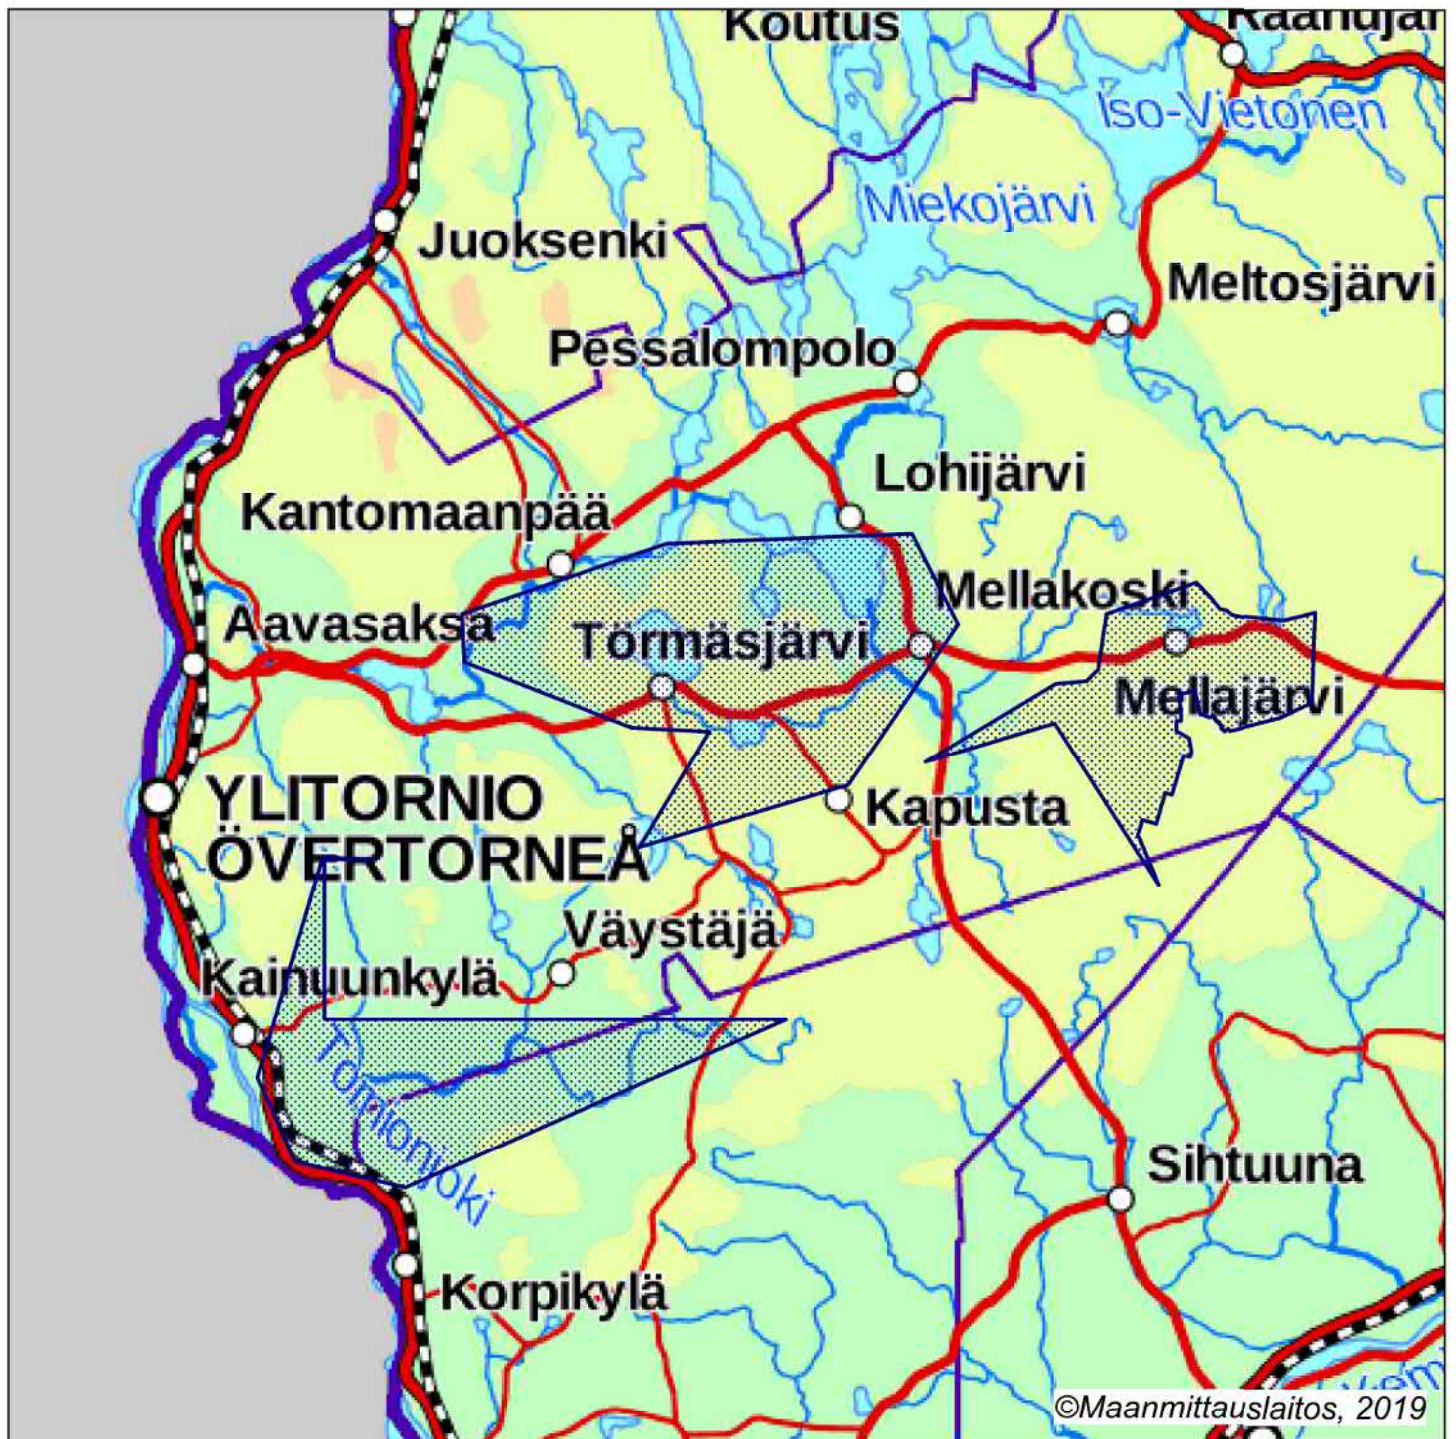 Koutus
Raanujär
Iso-Vietonen
Miekojärvi
Juoksenki
Meltosjärvi
Pessalompolo
Lohijärvi
Kantomaanpää
Mellakoski
Aavasaksa
Törmäsjärvi
Mellajärvi
YLITORNIO
ÖVERTORNEÅ
Kapusta
Väystäjä
Kainuunkylä
Tornionjoki
Sihtuuna
Korpikylä
©Maanmittauslaitos, 2019